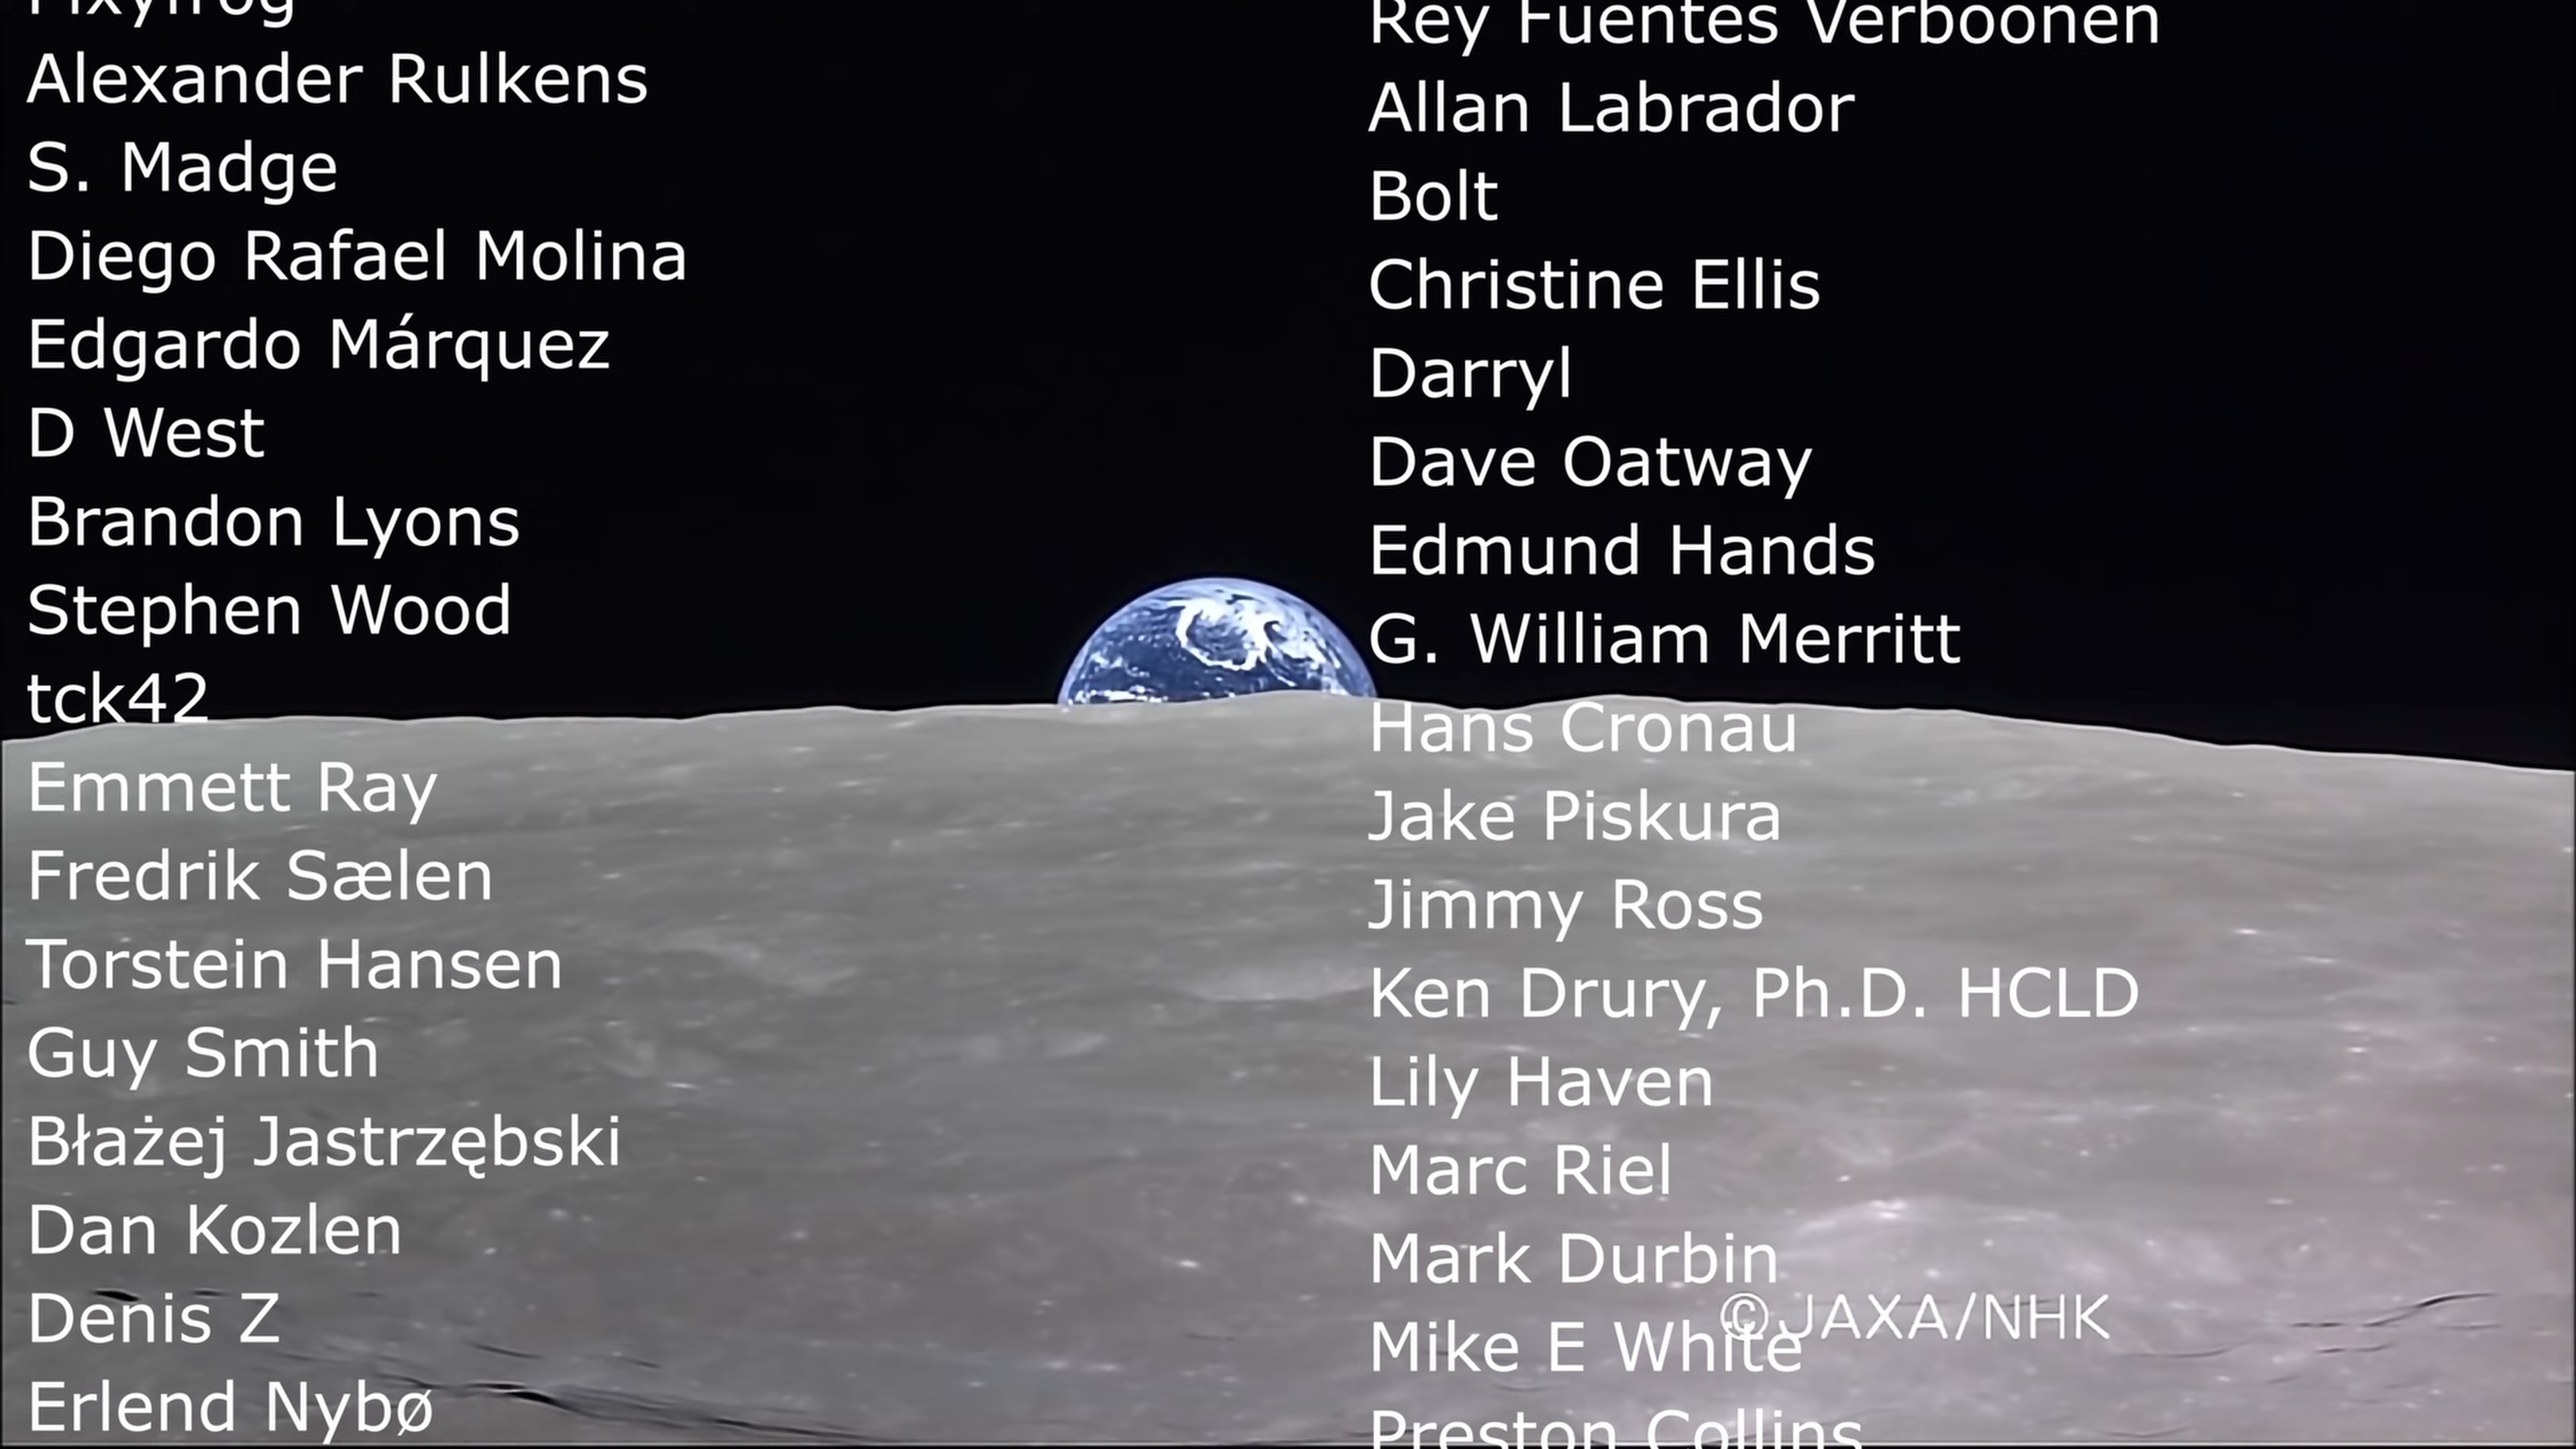 Alexander Rulkens
S. Madge
Diego Rafael Molina
Edgardo Márquez
D West
Brandon Lyons
Stephen Wood
tck42
Emmett Ray
Fredrik Sælen
Torstein Hansen
Guy Smith
Błażej Jastrzębski
Dan Kozlen
Denis Z
Erlend Nybø
Rey Fuentes Verboonen
Allan Labrador
Bolt
Christine Ellis
Darryl
Dave Oatway
Edmund Hands
G. William Merritt
Hans Cronau
Jake Piskura
Jimmy Ross
Ken Drury, Ph.D. HCLD
Lily Haven
Marc Riel
Mark Durbin
Mike E White
Preston Collins
©JAXA/NHK